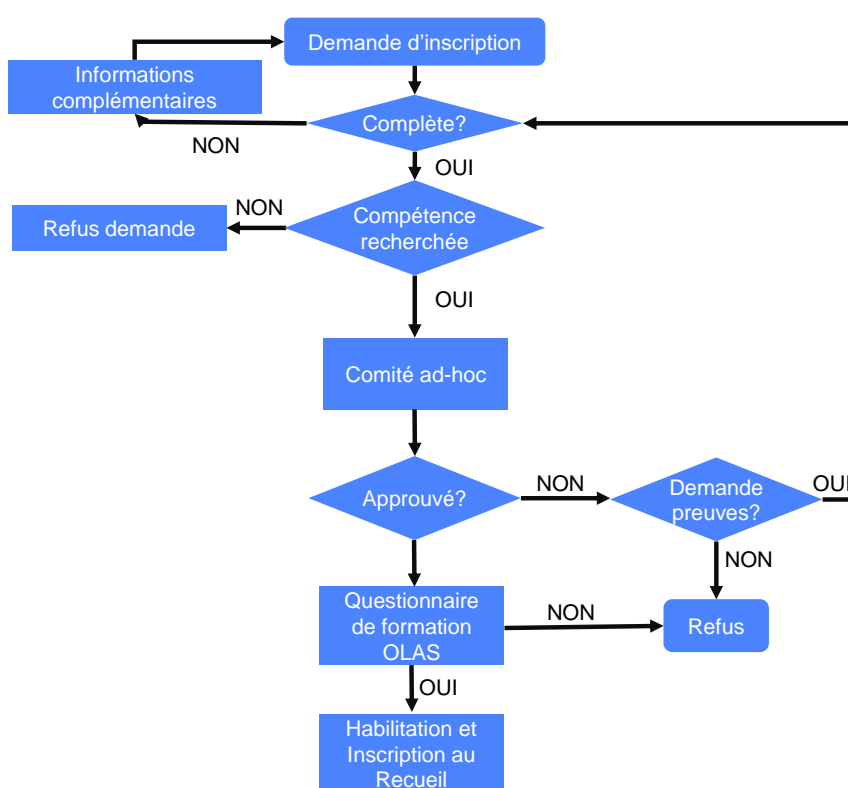 Demande d'inscription
Informations
complémentaires
Complète?
NON
OUI
Compétence
recherchée
NON
Refus demande
OUI
Comité ad-hoc
Approuvé?
NON
Demande
preuves?
OUI
NON
Questionnaire
de formation
OLAS
NON
Refus
OUI
Habilitation et
Inscription au
Recueil